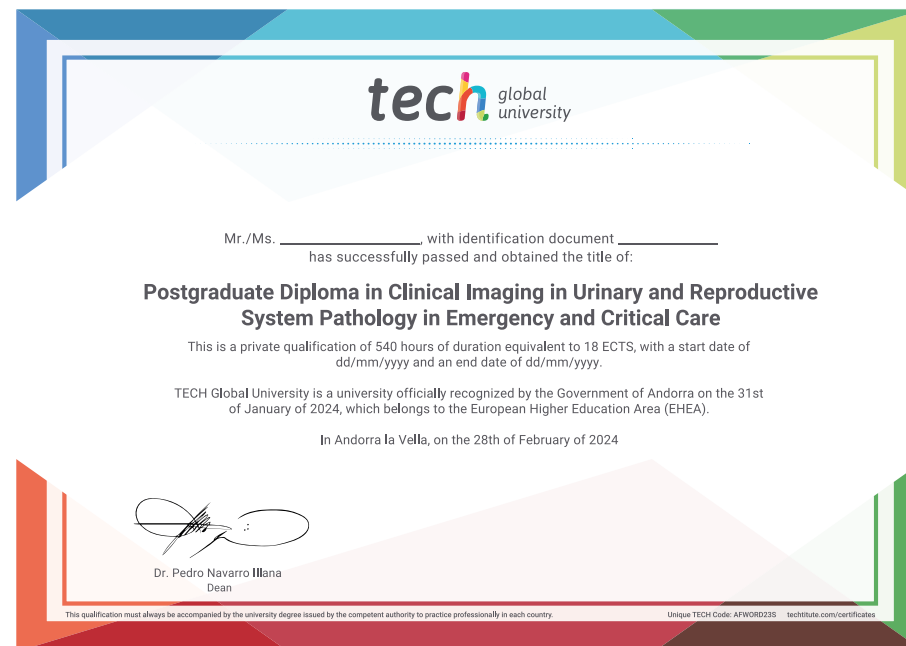 tech global university
Mr./Ms. ____________, with identification document ____________
has successfully passed and obtained the title of:
Postgraduate Diploma in Clinical Imaging in Urinary and Reproductive
System Pathology in Emergency and Critical Care
This is a private qualification of 540 hours of duration equivalent to 18 ECTS, with a start date of
dd/mm/yyyy and an end date of dd/mm/yyyy.
TECH Global University is a university officially recognized by the Government of Andorra on the 31st
of January of 2024, which belongs to the European Higher Education Area (EHEA).
In Andorra la Vella, on the 28th of February of 2024
Dr. Pedro Navarro Illana
Dean
This qualification must always be accompanied by the university degree issued by the competent authority to practice professionally in each country.
Unique TECH Code: AFWORD23S techtitute.com/certificates